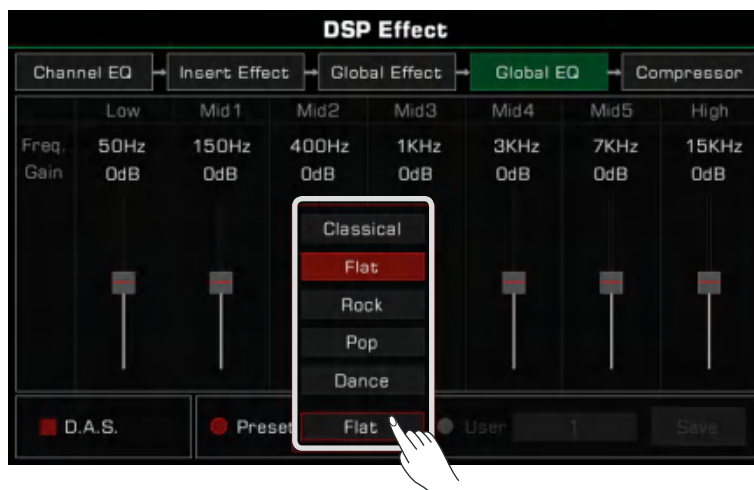 DSP Effect
Channel EQ Insert Effect Global Effect Global EQ Compressor
Low Mid1 Mid2 Mid3 Mid4 Mid5 High
Freq. 50Hz 150Hz 400Hz 1KHz 3KHz 7KHz 15KHz
Gain 0dB 0dB 0dB 0dB 0dB 0dB 0dB
Classical
Flat
Rock
Pop
Dance
D.A.S. Preset Flat User 1 Save